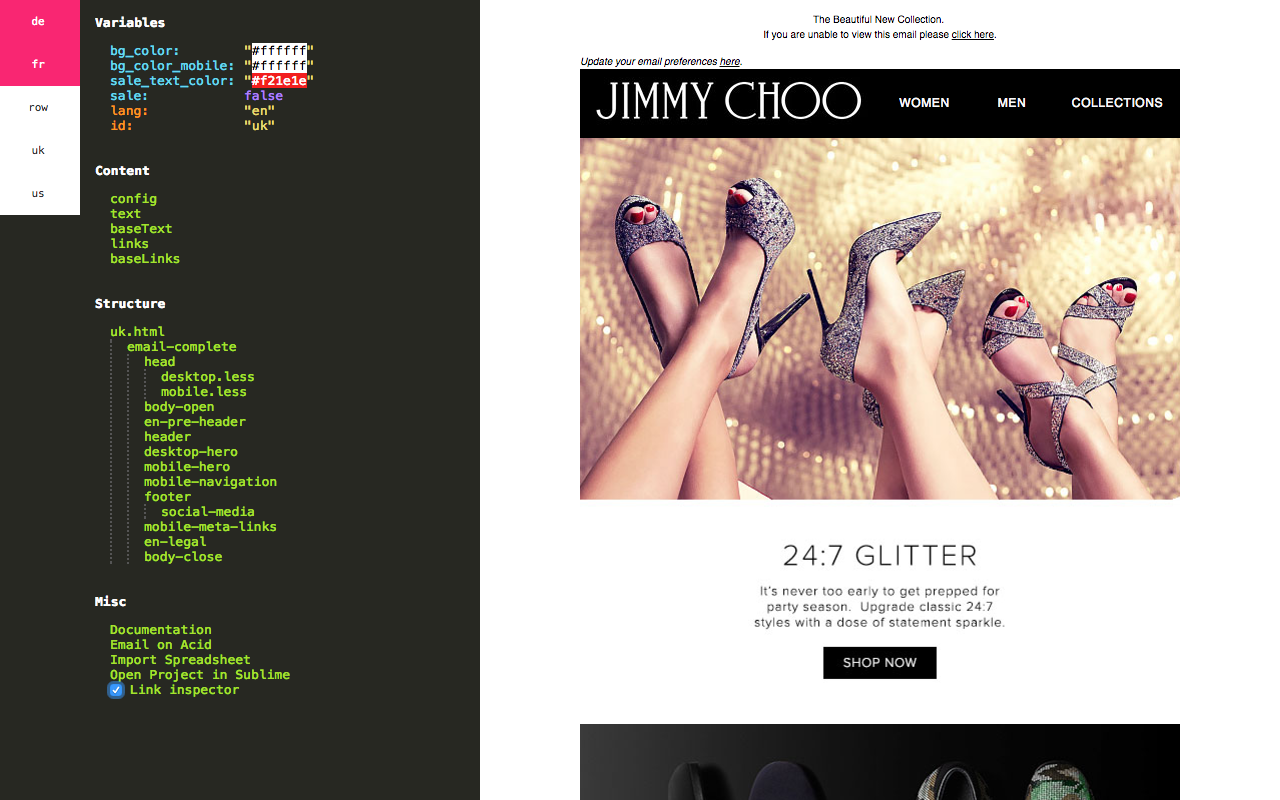 de
fr
row
uk
us
Variables
bg_color: "#ffffff"
bg_color_mobile: "#ffffff"
sale_text_color: "#f21e1e"
sale: false
lang: "en"
id: "uk"
Content
config
text
baseText
links
baseLinks
Structure
uk.html
email-complete
head
desktop.less
mobile.less
body-open
en-pre-header
header
desktop-hero
mobile-hero
mobile-navigation
footer
social-media
mobile-meta-links
en-legal
body-close
Misc
Documentation
Email on Acid
Import Spreadsheet
Open Project in Sublime
Link inspector
The Beautiful New Collection.
If you are unable to view this email please click here.
Update your email preferences here.
JIMMY CHOO WOMEN MEN COLLECTIONS
24:7 GLITTER
It's never too early to get prepped for
party season. Upgrade classic 24:7
styles with a dose of statement sparkle.
SHOP NOW